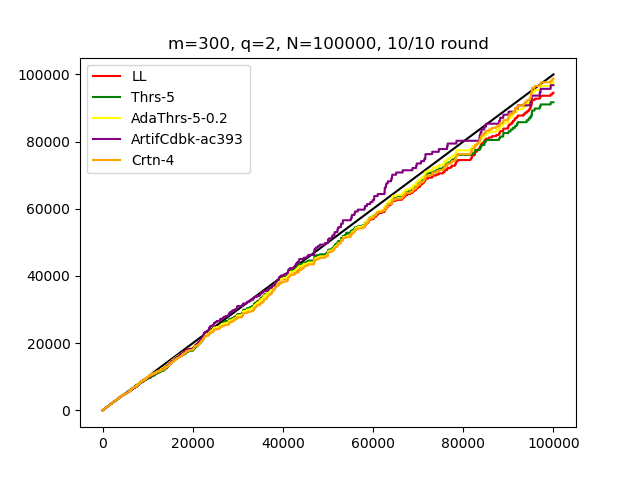 m=300, q=2, N=100000, 10/10 round
LL
Thrs-5
AdaThrs-5-0.2
ArtifCdbk-ac393
Crtn-4
100000
80000
60000
40000
20000
0
0 20000 40000 60000 80000 100000